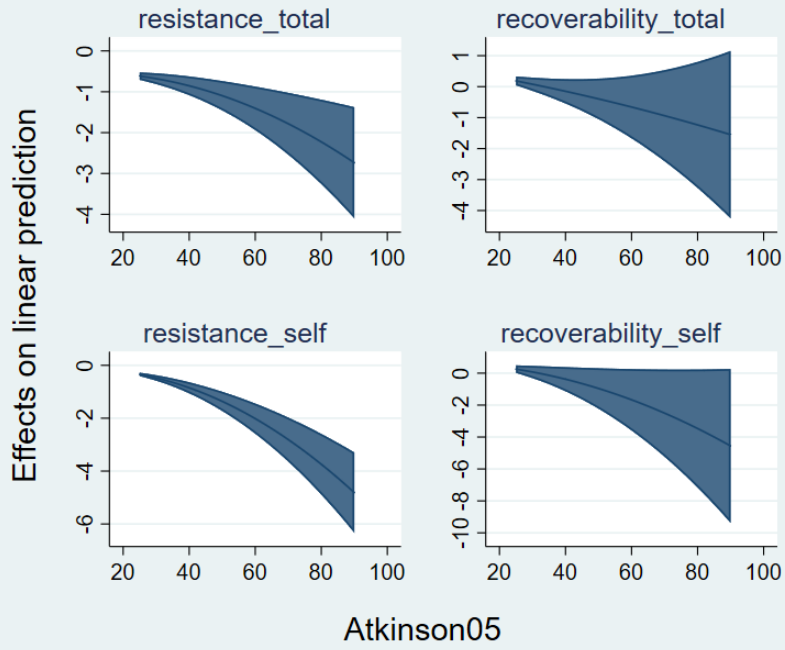 resistance_total
0
-1
-2
-3
-4
20 40 60 80 100
recoverability_total
1
0
-1
-2
-3
-4
20 40 60 80 100
resistance_self
0
-2
-4
-6
20 40 60 80 100
recoverability_self
0
-2
-4
-6
-8
-10
20 40 60 80 100
Effects on linear prediction
Atkinson05